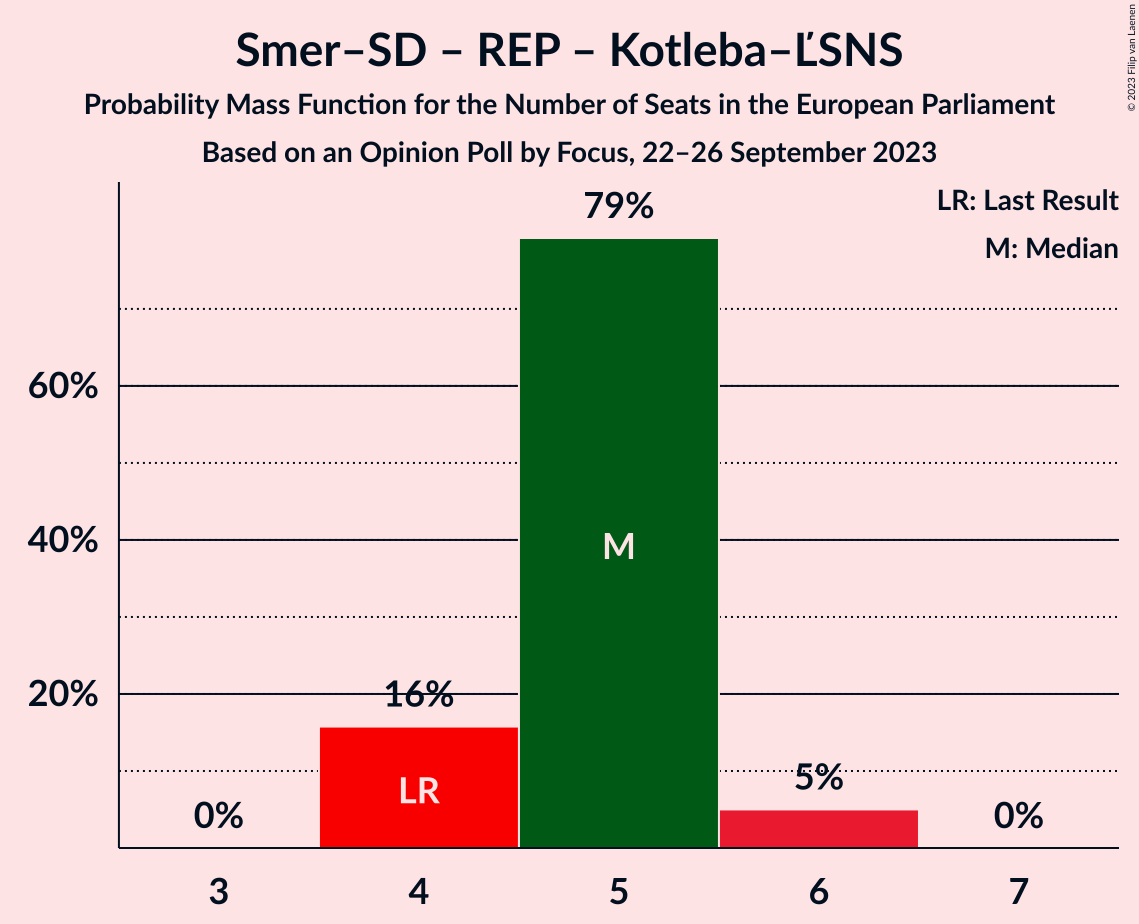 Smer–SD – REP – Kotleba–ĽSNS
Probability Mass Function for the Number of Seats in the European Parliament
Based on an Opinion Poll by Focus, 22–26 September 2023
© 2023 Filip van Laenen
LR: Last Result
M: Median
79%
60%
40%
20%
M
16%
LR
5%
0%
0%
3
4
5
6
7